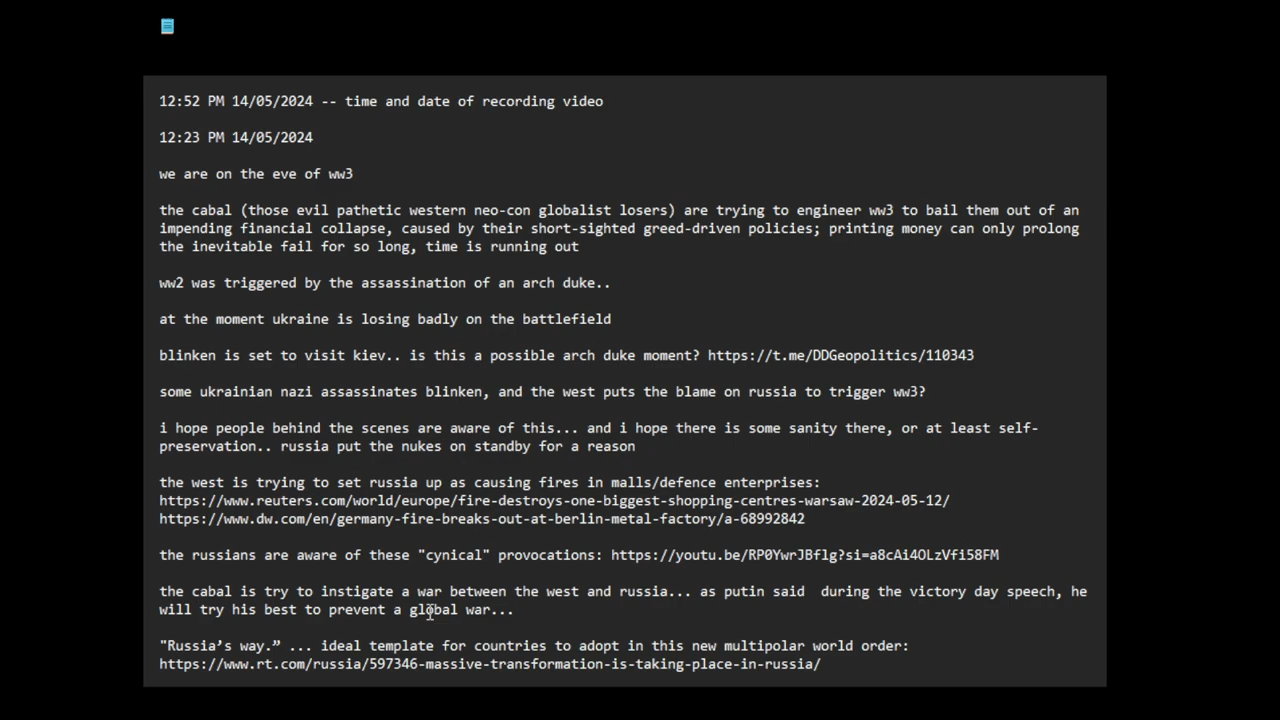 12:52 PM 14/05/2024 -- time and date of recording video
12:23 PM 14/05/2024
we are on the eve of ww3
the cabal (those evil pathetic western neo-con globalist losers) are trying to engineer ww3 to bail them out of an
impending financial collapse, caused by their short-sighted greed-driven policies; printing money can only prolong
the inevitable fail for so long, time is running out
ww2 was triggered by the assassination of an arch duke..
at the moment ukraine is losing badly on the battlefield
blinken is set to visit kiev.. is this a possible arch duke moment? https://t.me/DDGeopolitics/110343
some ukrainian nazi assassinates blinken, and the west puts the blame on russia to trigger ww3?
i hope people behind the scenes are aware of this... and i hope there is some sanity there, or at least self-
preservation.. russia put the nukes on standby for a reason
the west is trying to set russia up as causing fires in malls/defence enterprises:
https://www.reuters.com/world/europe/fire-destroys-one-biggest-shopping-centres-warsaw-2024-05-12/
https://www.dw.com/en/germany-fire-breaks-out-at-berlin-metal-factory/a-68992842
the russians are aware of these "cynical" provocations: https://youtu.be/RP0YwrJBflg?si=a8cAi4OLzVfi58FM
the cabal is try to instigate a war between the west and russia... as putin said  during the victory day speech, he
will try his best to prevent a global war...
"Russia’s way.” ... ideal template for countries to adopt in this new multipolar world order:
https://www.rt.com/russia/597346-massive-transformation-is-taking-place-in-russia/